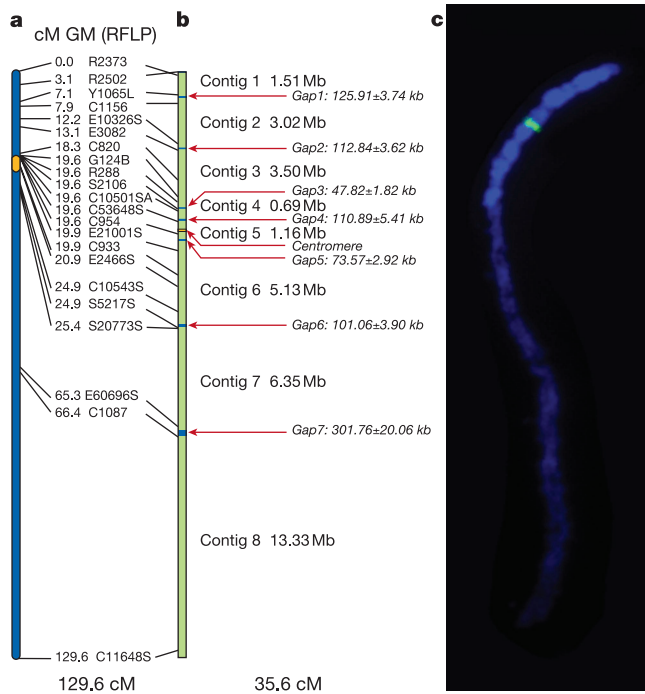 a
cM GM (RFLP)
b
c
0.0 R2373
3.1 R2502
7.1 Y1065L
7.9 C1156
12.2 E10326S
13.1 E3082
18.3 C820
19.6 G124B
19.6 R288
19.6 S2106
19.6 C10501SA
19.6 C53648S
19.6 C954
19.9 E21001S
19.9 C933
20.9 E2466S
24.9 C10543S
24.9 S5217S
25.4 S20773S
65.3 E60696S
66.4 C1087
129.6 C11648S
129.6 cM
Contig 1 1.51 Mb
Gap1: 125.91±3.74 kb
Contig 2 3.02 Mb
Gap2: 112.84±3.62 kb
Contig 3 3.50 Mb
Gap3: 47.82±1.82 kb
Contig 4 0.69 Mb
Gap4: 110.89±5.41 kb
Contig 5 1.16 Mb
Centromere
Gap5: 73.57±2.92 kb
Contig 6 5.13 Mb
Gap6: 101.06±3.90 kb
Contig 7 6.35 Mb
Gap7: 301.76±20.06 kb
Contig 8 13.33 Mb
35.6 cM